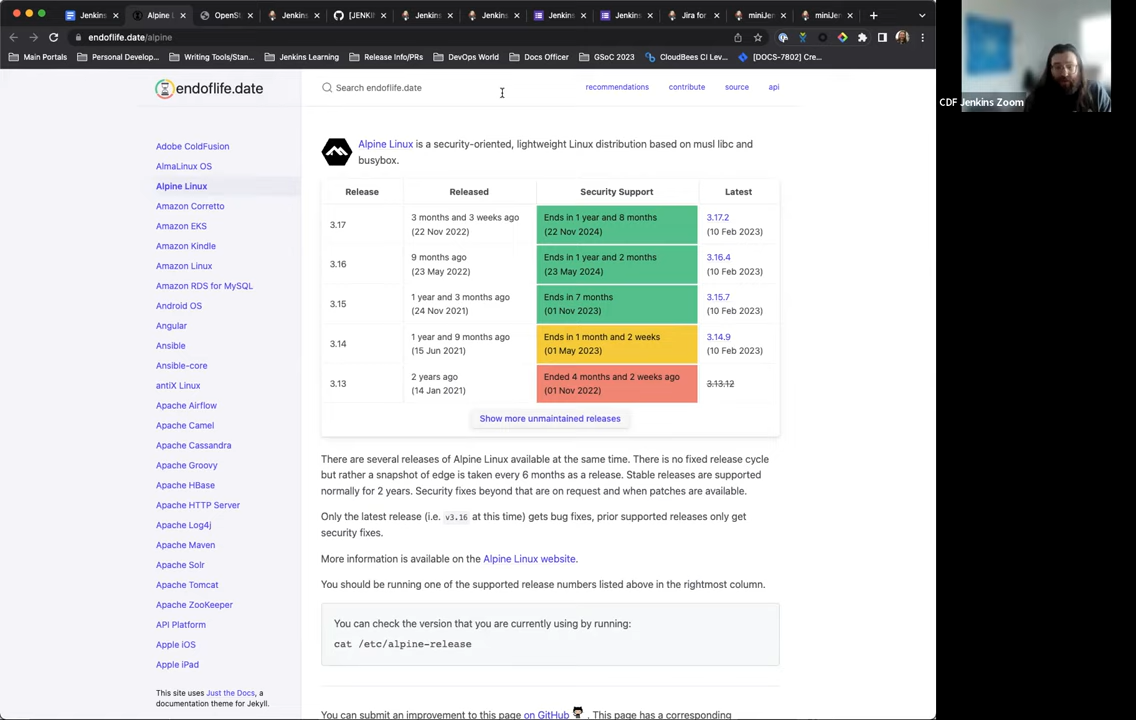 Jenkins
Alpine L
OpenSt
Jenkins
[JENKI
Jenkins
Jenkins
Jenkins
Jenkins
Jira for
miniJer
miniJer
endoflife.date/alpine
Main Portals
Personal Develop...
Writing Tools/Stan...
Jenkins Learning
Release Info/PRs
DevOps World
Docs Officer
GSoC 2023
CloudBees CI Lev...
[DOCS-7802] Cre...
endoflife.date
Search endoflife.date
recommendations
contribute
source
api
Adobe ColdFusion
AlmaLinux OS
Alpine Linux
Amazon Corretto
Amazon EKS
Amazon Kindle
Amazon Linux
Amazon RDS for MySQL
Android OS
Angular
Ansible
Ansible-core
antiX Linux
Apache Airflow
Apache Camel
Apache Cassandra
Apache Groovy
Apache HBase
Apache HTTP Server
Apache Log4j
Apache Maven
Apache Solr
Apache Tomcat
Apache ZooKeeper
API Platform
Apple iOS
Apple iPad
This site uses Just the Docs, a
documentation theme for Jekyll.
Alpine Linux is a security-oriented, lightweight Linux distribution based on musl libc and
busybox.
Release Released Security Support Latest
3.17
3 months and 3 weeks ago
(22 Nov 2022)
Ends in 1 year and 8 months
(22 Nov 2024)
3.17.2
(10 Feb 2023)
3.16
9 months ago
(23 May 2022)
Ends in 1 year and 2 months
(23 May 2024)
3.16.4
(10 Feb 2023)
3.15
1 year and 3 months ago
(24 Nov 2021)
Ends in 7 months
(01 Nov 2023)
3.15.7
(10 Feb 2023)
3.14
1 year and 9 months ago
(15 Jun 2021)
Ends in 1 month and 2 weeks
(01 May 2023)
3.14.9
(10 Feb 2023)
3.13
2 years ago
(14 Jan 2021)
Ended 4 months and 2 weeks ago
(01 Nov 2022)
3.13.12
Show more unmaintained releases
There are several releases of Alpine Linux available at the same time. There is no fixed release cycle
but rather a snapshot of edge is taken every 6 months as a release. Stable releases are supported
normally for 2 years. Security fixes beyond that are on request and when patches are available.
Only the latest release (i.e. v3.16 at this time) gets bug fixes, prior supported releases only get
security fixes.
More information is available on the Alpine Linux website.
You should be running one of the supported release numbers listed above in the rightmost column.
You can check the version that you are currently using by running:
cat /etc/alpine-release
You can submit an improvement to this page on GitHub . This page has a corresponding
CDF Jenkins Zoom